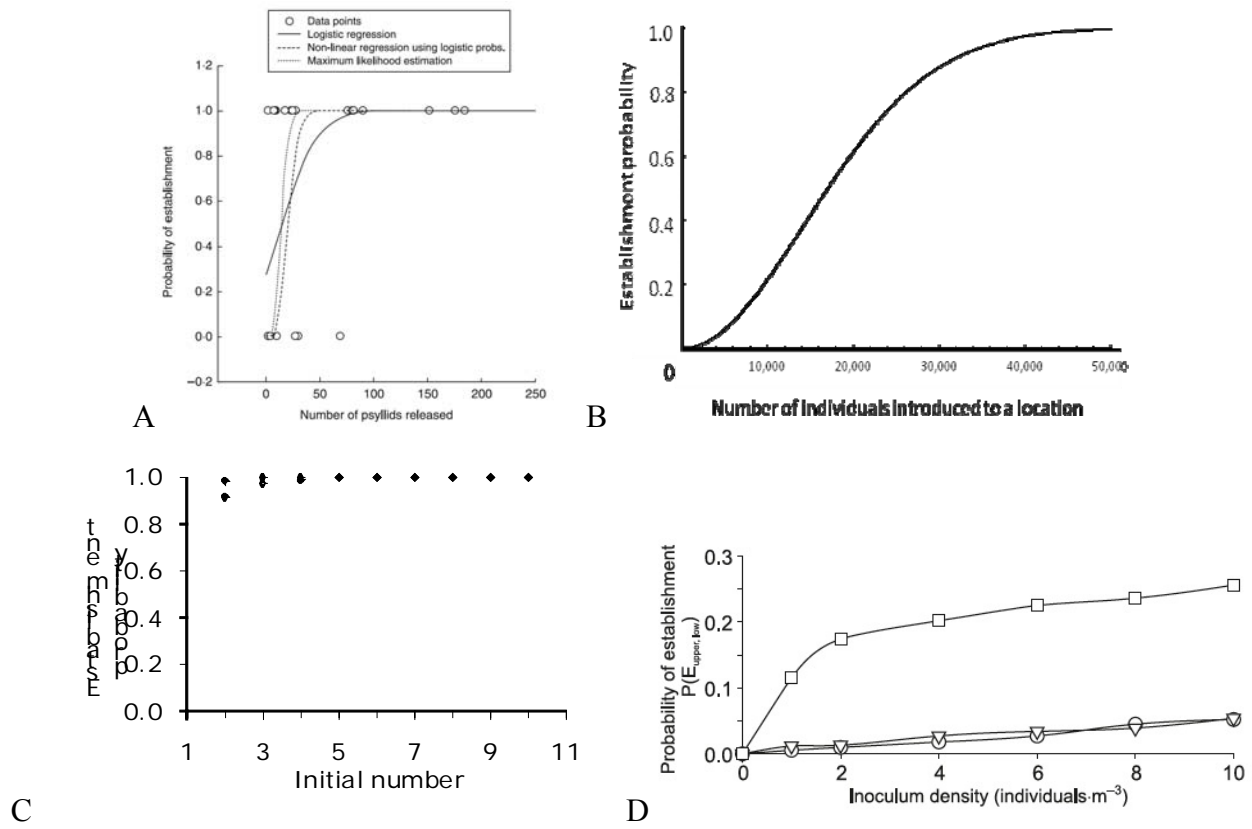 Data points
Logistic regression
Non-linear regression using logistic probs.
Maximum likelihood estimation
1·2
1·0
0·8
0·6
0·4
0·2
0·0
−0·2
Probability of establishment
0 50 100 150 200 250
Number of psyllids released
A
1.0
0.8
0.6
0.4
0.2
Establishment probability
0 10,000 20,000 30,000 40,000 50,000
Number of individuals introduced to a location
B
1.0
0.8
0.6
0.4
0.2
0.0
Establishment
probability
1 3 5 7 9 11
Initial number
C
0.3
0.2
0.1
0.0
Probability of establishment
P(Eupper, low)
0 2 4 6 8 10
Inoculum density (individuals·m−3)
D